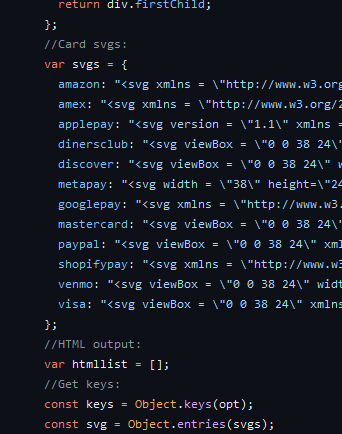 return div.firstChild;
};
//Card svgs:
var svgs = {
amazon: "<svg xmlns = \"http://www.w3.org
amex: "<svg xmlns = \"http://www.w3.org/2
applepay: "<svg version = \"1.1\" xmlns =
dinersclub: "<svg viewBox = \"0 0 38 24\"
discover: "<svg viewBox = \"0 0 38 24\" w
metapay: "<svg width = \"38\" height=\"24
googlepay: "<svg xmlns = \"http://www.w3.
mastercard: "<svg viewBox = \"0 0 38 24\"
paypal: "<svg viewBox = \"0 0 38 24\" xml
shopifypay: "<svg xmlns = \"http://www.w3
venmo: "<svg viewBox = \"0 0 38 24\" widt
visa: "<svg viewBox = \"0 0 38 24\" xmlns
};
//HTML output:
var htmllist = [];
//Get keys:
const keys = Object.keys(opt);
const svg = Object.entries(svgs);